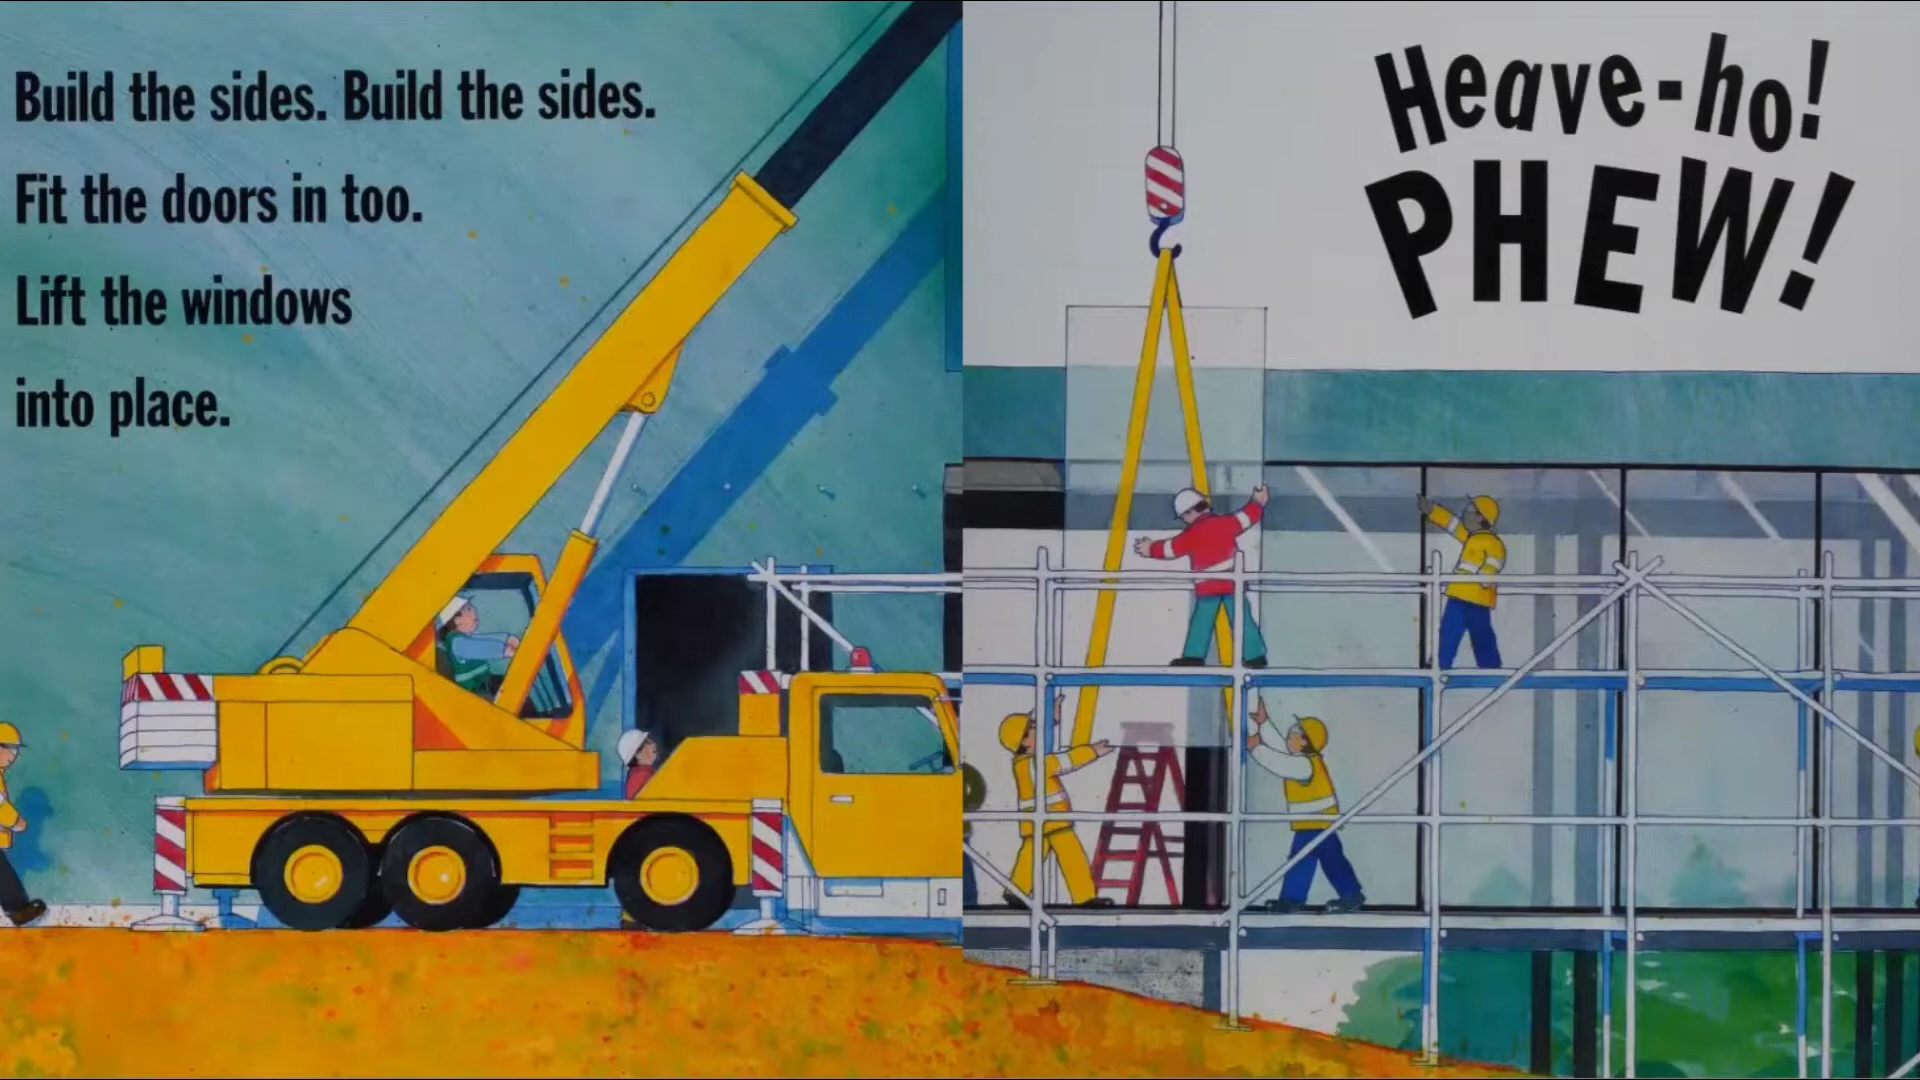 Build the sides. Build the sides.
Fit the doors in too.
Lift the windows
into place.
Heave-ho!
PHEW!